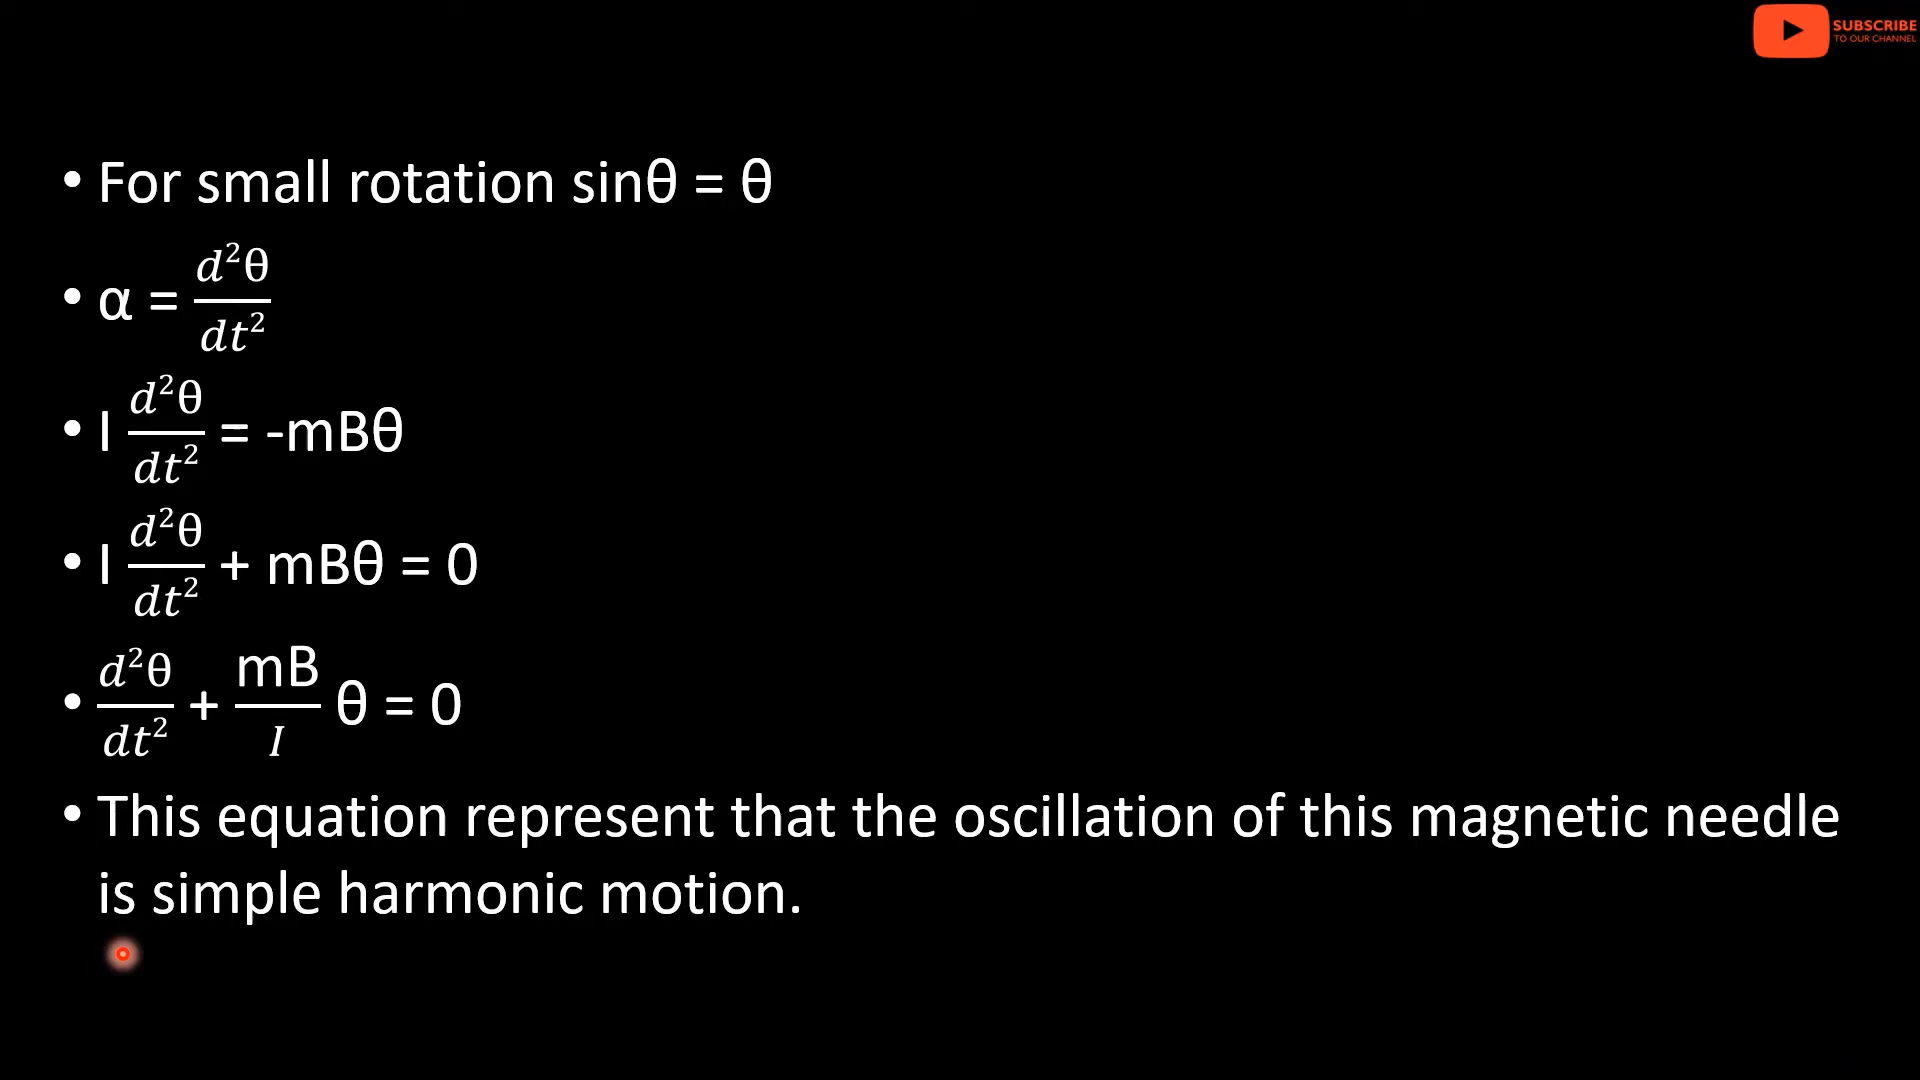 SUBSCRIBE
TO OUR CHANNEL
• For small rotation sinθ = θ
• α = d²θ/dt²
• I d²θ/dt² = -mBθ
• I d²θ/dt² + mBθ = 0
• d²θ/dt² + mB/I θ = 0
• This equation represent that the oscillation of this magnetic needle
is simple harmonic motion.